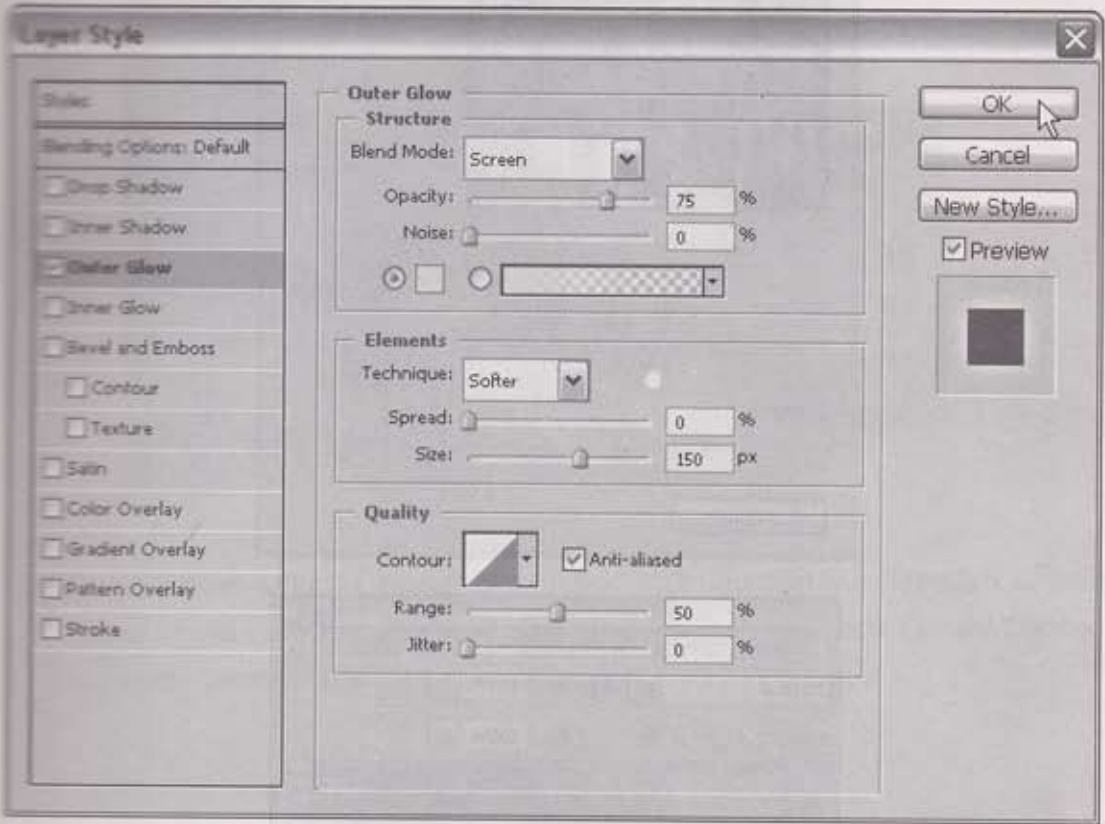 Layer Style
Styles
Blending Options: Default
Drop Shadow
Inner Shadow
Outer Glow
Inner Glow
Bevel and Emboss
Contour
Texture
Satin
Color Overlay
Gradient Overlay
Pattern Overlay
Stroke
Outer Glow
Structure
Blend Mode: Screen
Opacity: 75 %
Noise: 0 %
Elements
Technique: Softer
Spread: 0 %
Size: 150 px
Quality
Contour: Anti-aliased
Range: 50 %
Jitter: 0 %
OK
Cancel
New Style...
Preview